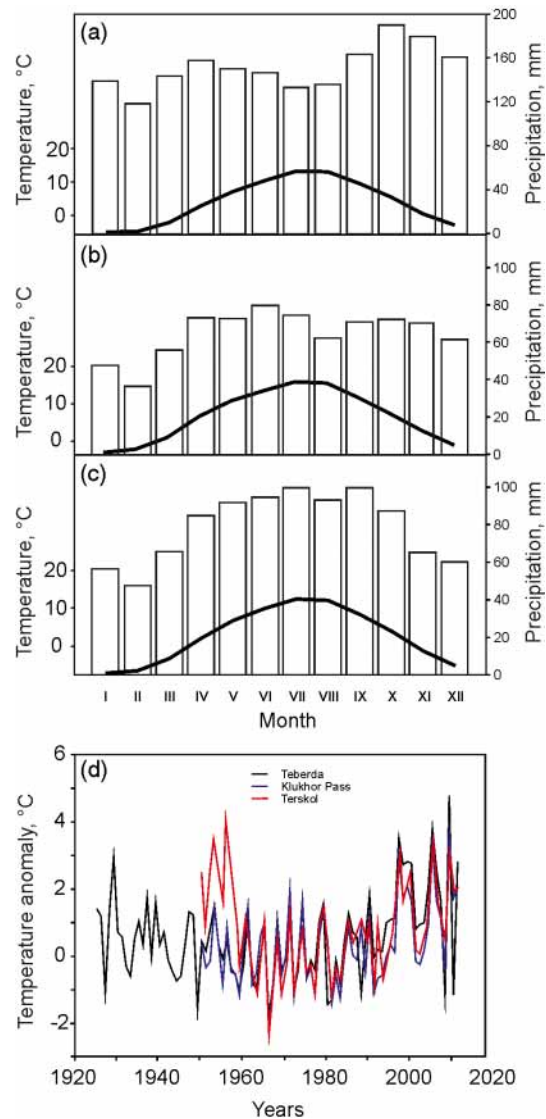 (a)
Temperature, °C
20
10
0
200
160
120
80
40
0
Precipitation, mm
(b)
Temperature, °C
20
10
0
100
80
60
40
20
0
Precipitation, mm
(c)
Temperature, °C
20
10
0
100
80
60
40
20
0
Precipitation, mm
I II III IV V VI VII VIII IX X XI XII
Month
(d)
Temperature anomaly, °C
6
4
2
0
-2
Teberda
Klukhor Pass
Terskol
1920 1940 1960 1980 2000 2020
Years